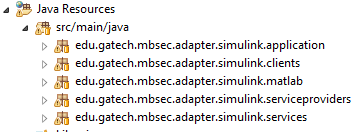 Java Resources
src/main/java
edu.gatech.mbsec.adapter.simulink.application
edu.gatech.mbsec.adapter.simulink.clients
edu.gatech.mbsec.adapter.simulink.matlab
edu.gatech.mbsec.adapter.simulink.serviceproviders
edu.gatech.mbsec.adapter.simulink.services